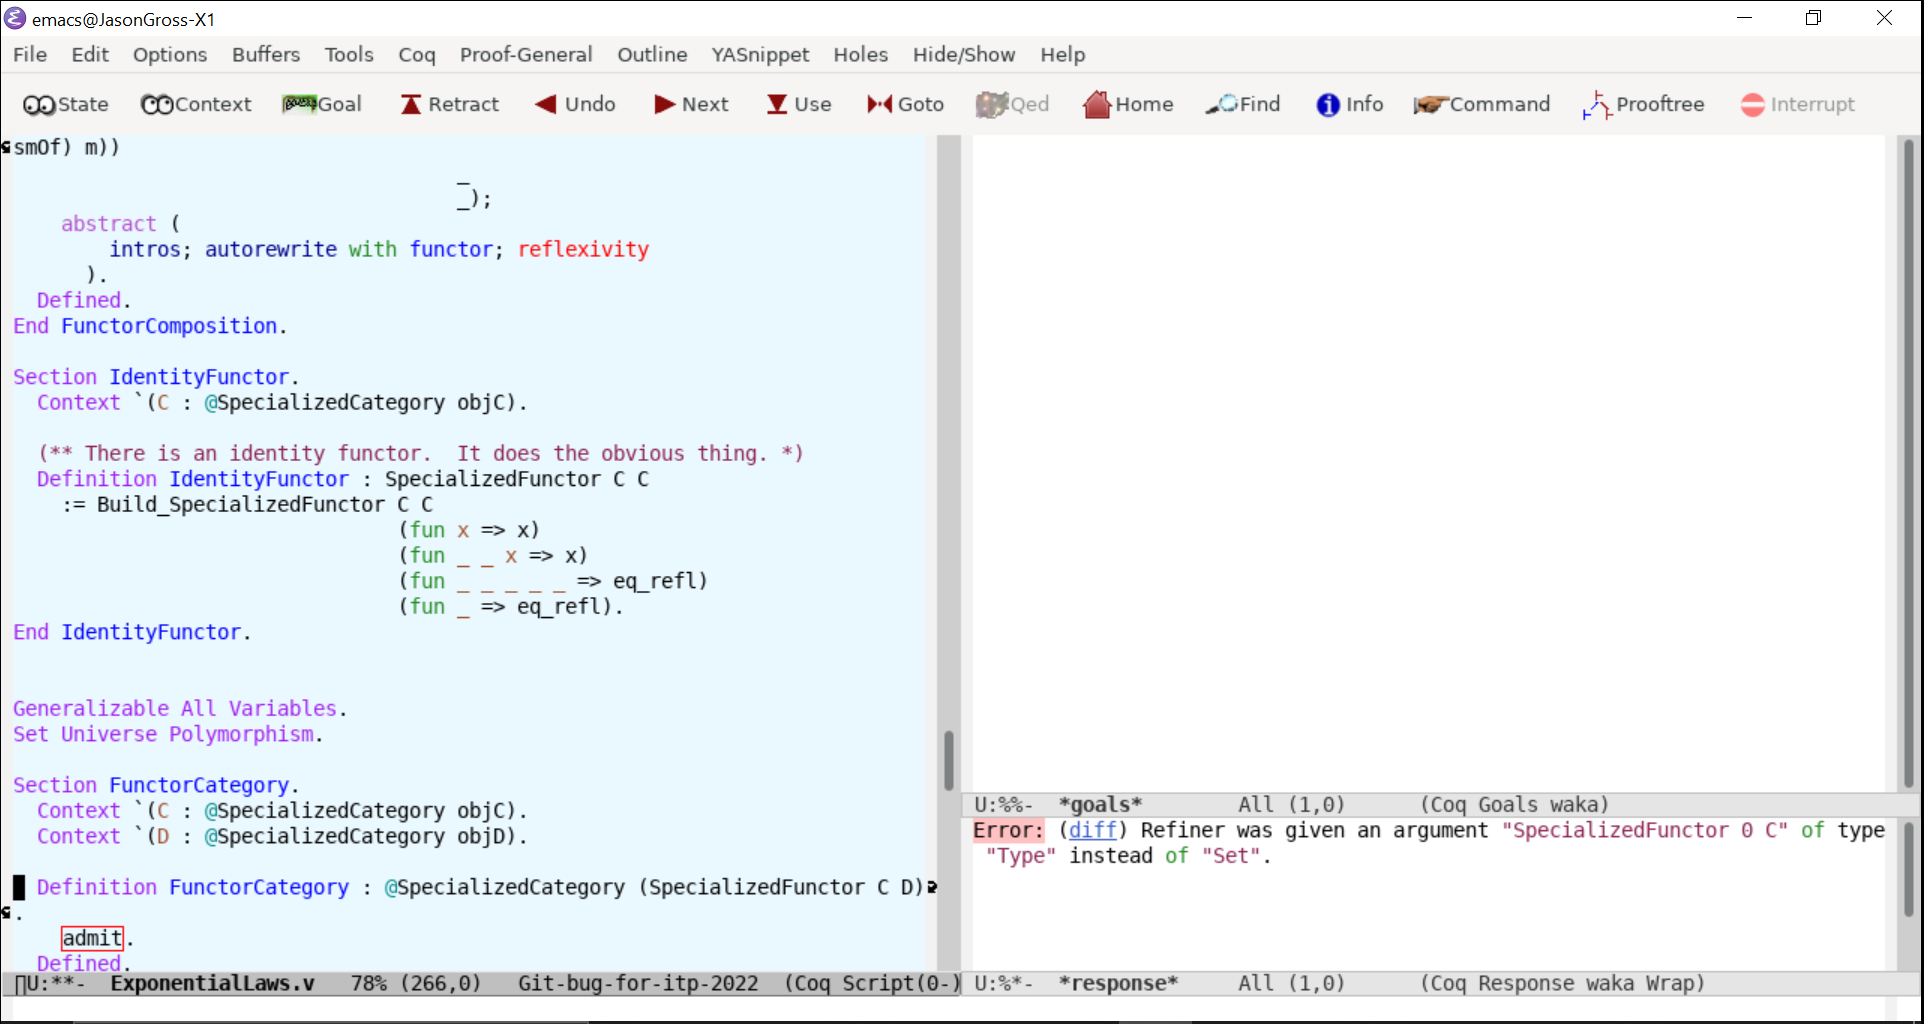 emacs@JasonGross-X1
File Edit Options Buffers Tools Coq Proof-General Outline YASnippet Holes Hide/Show Help
State Context Goal Retract Undo Next Use Goto Qed Home Find Info Command Prooftree Interrupt
smOf) m))
_
_);
abstract (
intros; autorewrite with functor; reflexivity
).
Defined.
End FunctorComposition.
Section IdentityFunctor.
Context `(C : @SpecializedCategory objC).
(** There is an identity functor.  It does the obvious thing. *)
Definition IdentityFunctor : SpecializedFunctor C C
:= Build_SpecializedFunctor C C
(fun x => x)
(fun _ _ x => x)
(fun _ _ _ _ _ => eq_refl)
(fun _ => eq_refl).
End IdentityFunctor.
Generalizable All Variables.
Set Universe Polymorphism.
Section FunctorCategory.
Context `(C : @SpecializedCategory objC).
Context `(D : @SpecializedCategory objD).
Definition FunctorCategory : @SpecializedCategory (SpecializedFunctor C D)
.
admit.
Defined.
U:**- ExponentialLaws.v 78% (266,0) Git-bug-for-itp-2022 (Coq Script(0-)
U:%%- *goals* All (1,0) (Coq Goals waka)
Error: (diff) Refiner was given an argument "SpecializedFunctor 0 C" of type
"Type" instead of "Set".
U:%*- *response* All (1,0) (Coq Response waka Wrap)